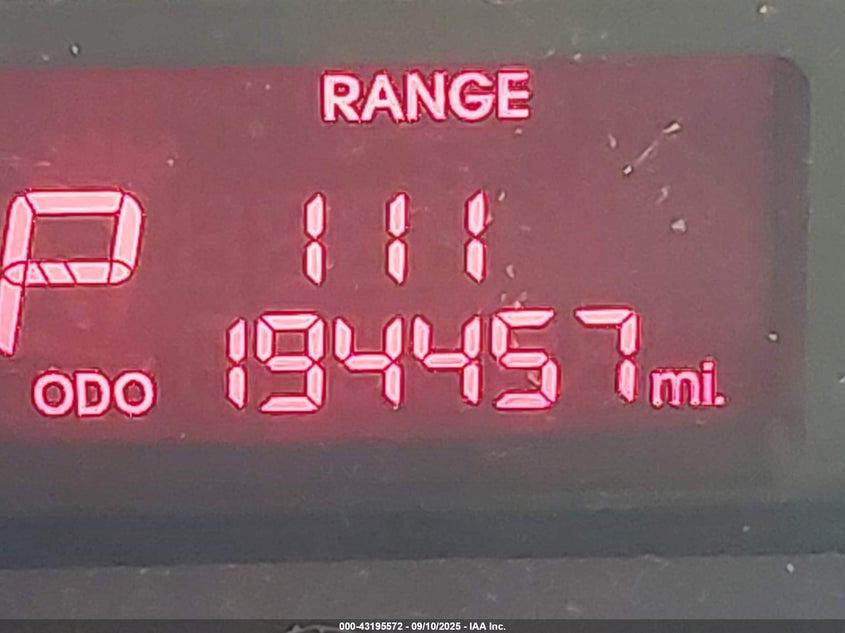 RANGE
P 111
ODO 194457 mi.
000-43195572 - 09/10/2025 - IAA Inc.